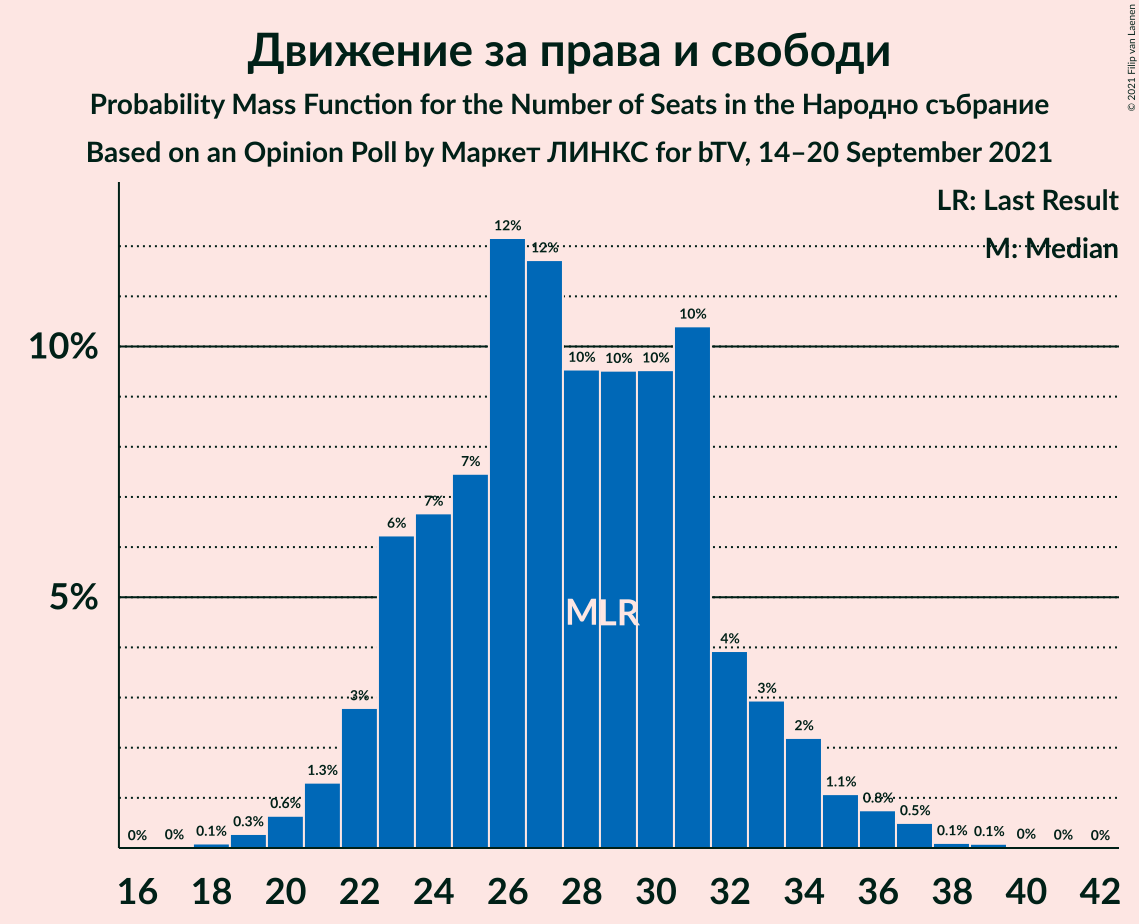 Движение за права и свободи
Probability Mass Function for the Number of Seats in the Народно събрание
Based on an Opinion Poll by Маркет ЛИНКС for bTV, 14–20 September 2021
© 2021 Filip van Laenen
LR: Last Result
M: Median
10%
5%
0% 0% 0.1% 0.3% 0.6% 1.3% 3% 6% 7% 7% 12% 12% 10% 10% 10% 10% 4% 3% 2% 1.1% 0.8% 0.5% 0.1% 0.1% 0% 0% 0%
M LR
16 18 20 22 24 26 28 30 32 34 36 38 40 42